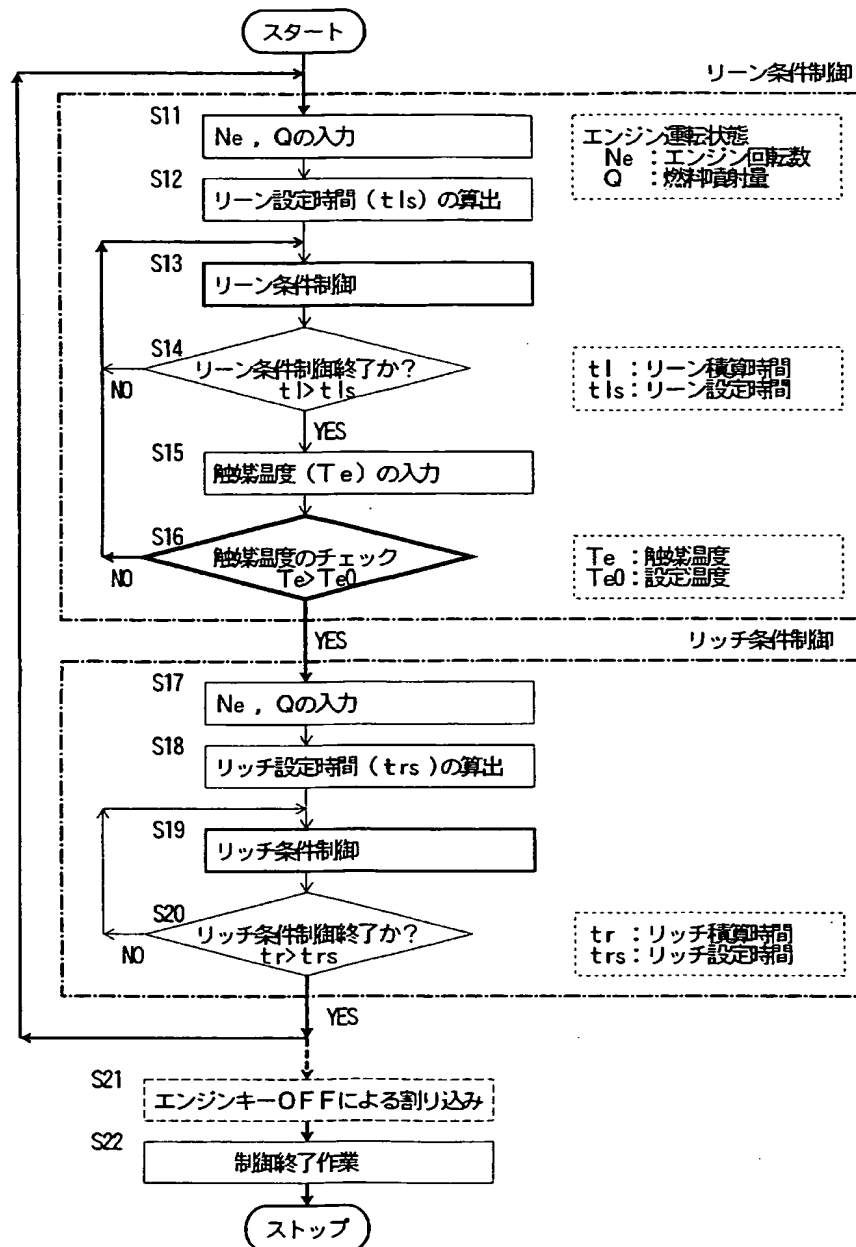 スタート
リーン条件制御
S11
Ne , Qの入力
エンジン運転状態
Ne :エンジン回転数
Q :燃料噴射量
S12
リーン設定時間 (tls) の算出
S13
リーン条件制御
S14
リーン条件制御終了か?
tl>tls
NO
YES
tl :リーン積算時間
tls:リーン設定時間
S15
触媒温度 (Te) の入力
S16
触媒温度のチェック
Te>Te0
NO
YES
Te :触媒温度
Te0:設定温度
リッチ条件制御
S17
Ne , Qの入力
S18
リッチ設定時間 (trs )の算出
S19
リッチ条件制御
S20
リッチ条件制御終了か?
tr>trs
NO
YES
tr :リッチ積算時間
trs:リッチ設定時間
S21
エンジンキーOFFによる割り込み
S22
制御終了作業
ストップ